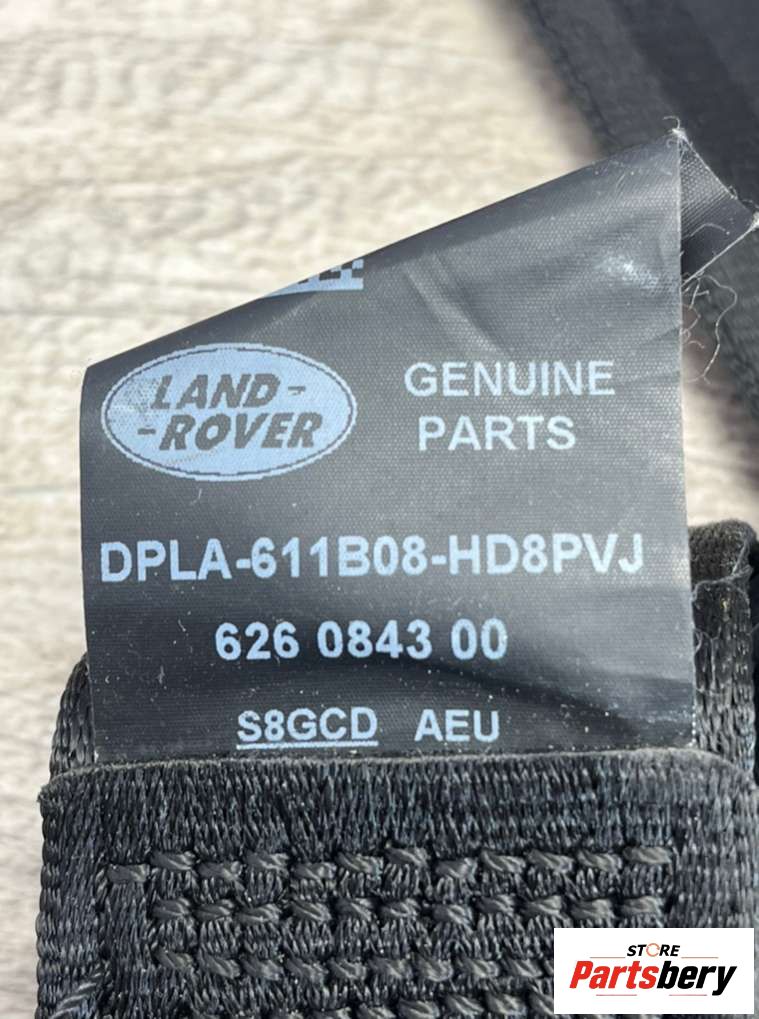 LAND-
-ROVER
GENUINE
PARTS
DPLA-611B08-HD8PVJ
626 0843 00
S8GCD AEU
STORE
Partsbery